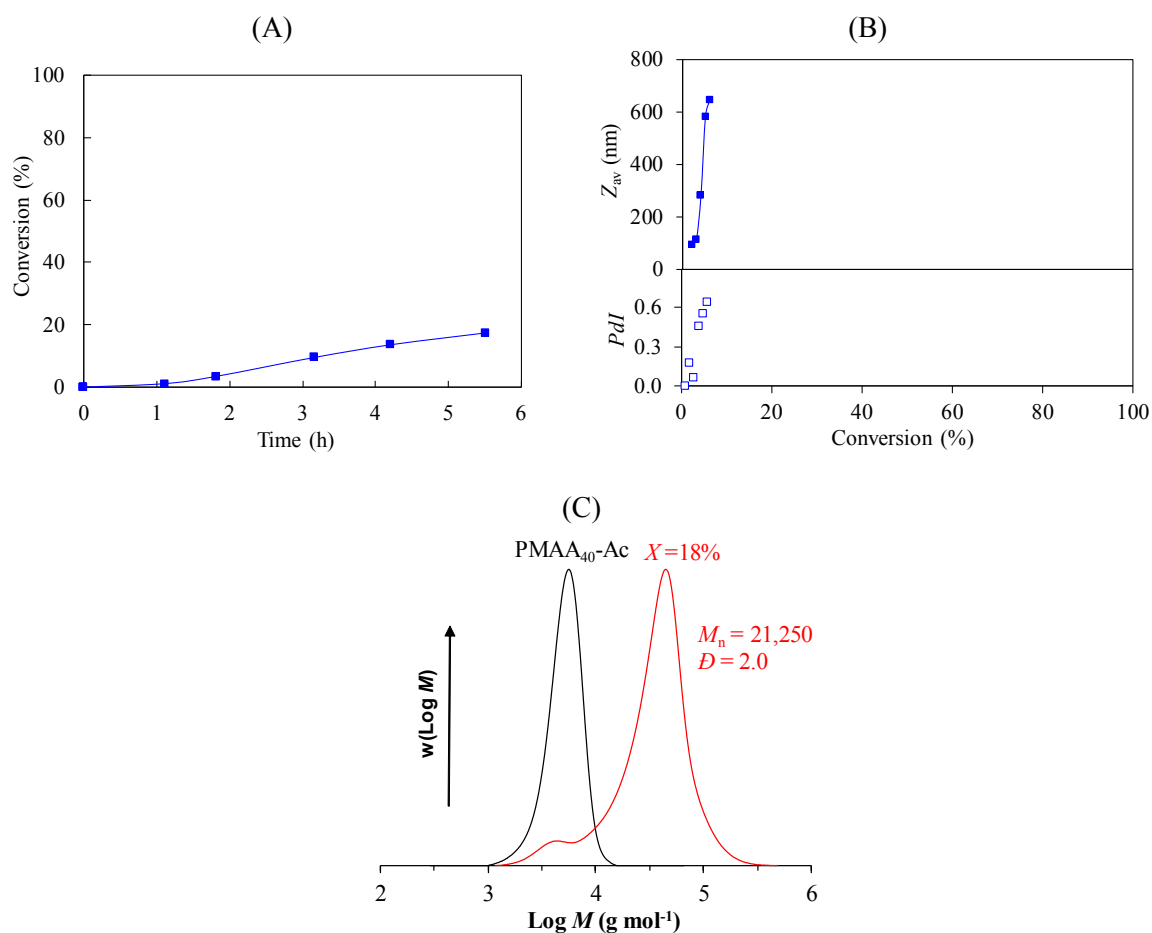 (A)
100
80
60
40
20
0
Conversion (%)
0 1 2 3 4 5 6
Time (h)
(B)
800
600
400
200
0
Zav (nm)
0.6
0.3
0.0
PdI
0 20 40 60 80 100
Conversion (%)
(C)
PMAA40-Ac X =18%
Mn = 21,250
Đ = 2.0
w(Log M)
2 3 4 5 6
Log M (g mol-1)